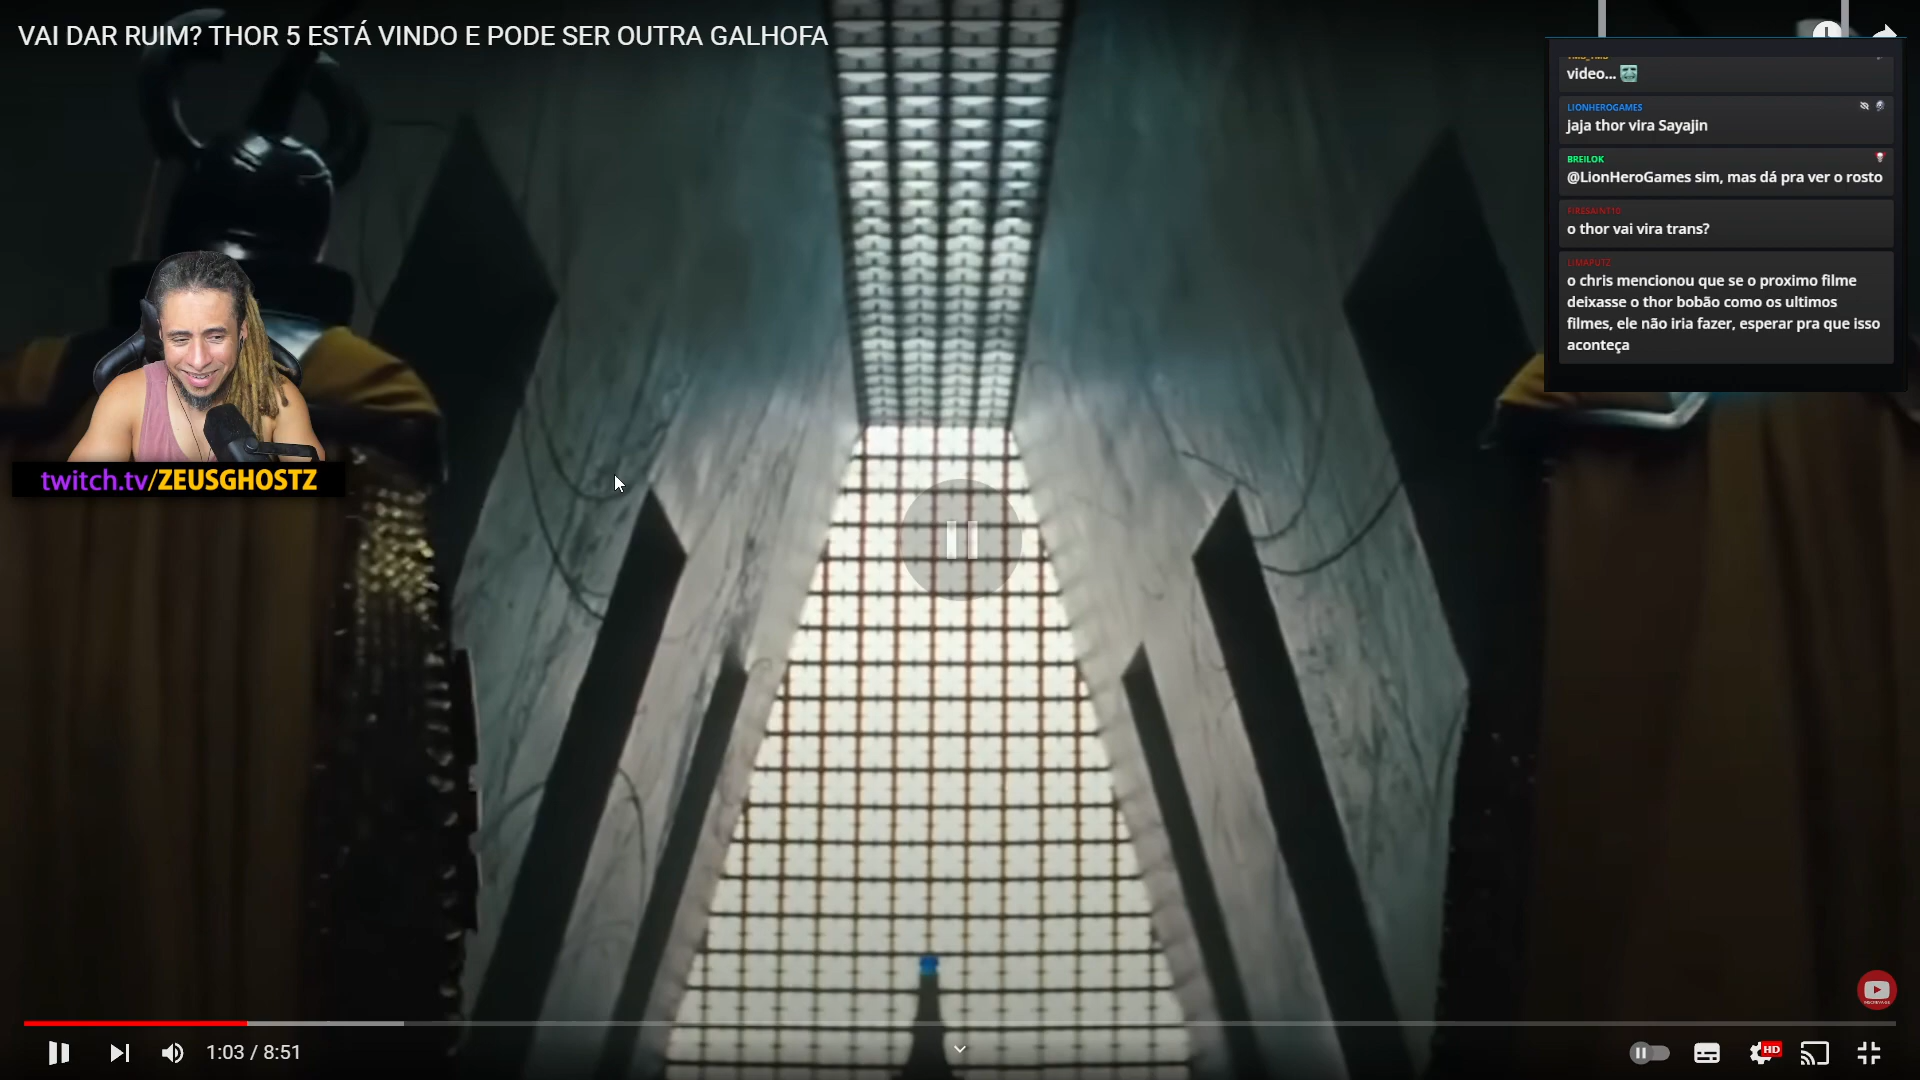 VAI DAR RUIM? THOR 5 ESTÁ VINDO E PODE SER OUTRA GALHOFA
video...
LIONHEROGAMES
jaja thor vira Sayajin
BREILOK
@LionHeroGames sim, mas dá pra ver o rosto
FIRESAINT10
o thor vai vira trans?
LIMAPUTZ
o chris mencionou que se o proximo filme
deixasse o thor bobão como os ultimos
filmes, ele não iria fazer, esperar pra que isso
aconteça
twitch.tv/ZEUSGHOSTZ
1:03 / 8:51
HD